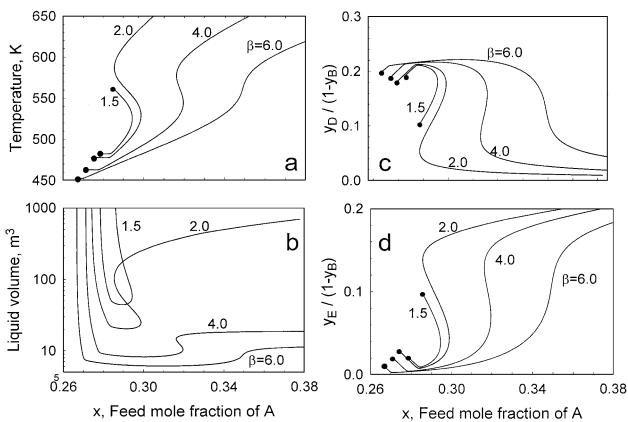 650
600
550
500
450
Temperature, K
2.0
4.0
β=6.0
1.5
a
0.3
0.2
0.1
0.0
y_D / (1-y_B)
β=6.0
1.5
4.0
2.0
c
1000
100
10
5
Liquid volume, m³
b
1.5
2.0
4.0
β=6.0
0.26
0.30
0.34
0.38
x, Feed mole fraction of A
0.2
0.1
0.0
y_E / (1-y_B)
d
2.0
4.0
1.5
β=6.0
0.26
0.30
0.34
0.38
x, Feed mole fraction of A